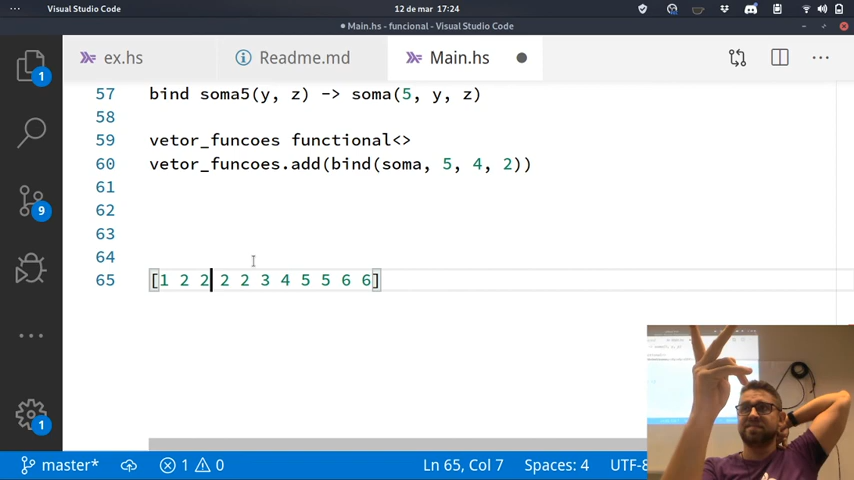 Visual Studio Code
12 de mar 17:24
Main.hs - funcional - Visual Studio Code
ex.hs
Readme.md
Main.hs
57 bind soma5(y, z) -> soma(5, y, z)
58
59 vetor_funcoes functional<>
60 vetor_funcoes.add(bind(soma, 5, 4, 2))
61
62
63
64
65 [1 2 2 2 2 3 4 5 5 6 6]
1
9
1
master*
1
0
Ln 65, Col 7
Spaces: 4
UTF-8